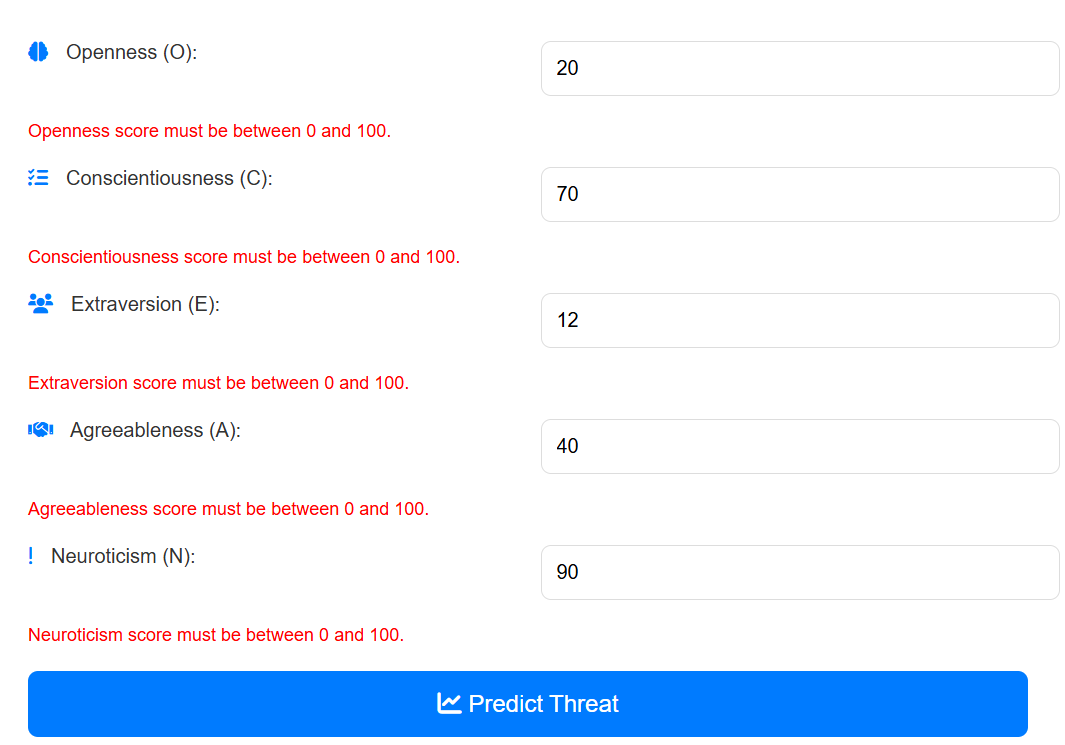 Openness (O):
20
Openness score must be between 0 and 100.
Conscientiousness (C):
70
Conscientiousness score must be between 0 and 100.
Extraversion (E):
12
Extraversion score must be between 0 and 100.
Agreeableness (A):
40
Agreeableness score must be between 0 and 100.
Neuroticism (N):
90
Neuroticism score must be between 0 and 100.
Predict Threat